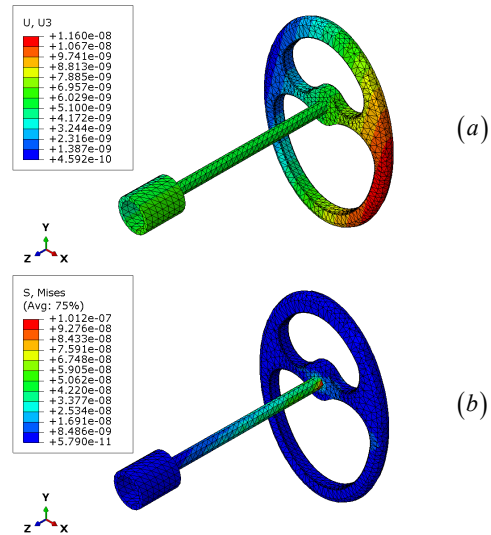 U, U3
+1.160e-08
+1.067e-08
+9.741e-09
+8.813e-09
+7.885e-09
+6.957e-09
+6.029e-09
+5.100e-09
+4.172e-09
+3.244e-09
+2.316e-09
+1.387e-09
+4.592e-10
(a)
Y
Z X
S, Mises
(Avg: 75%)
+1.012e-07
+9.276e-08
+8.433e-08
+7.591e-08
+6.748e-08
+5.905e-08
+5.062e-08
+4.220e-08
+3.377e-08
+2.534e-08
+1.691e-08
+8.486e-09
+5.790e-11
(b)
Y
Z X